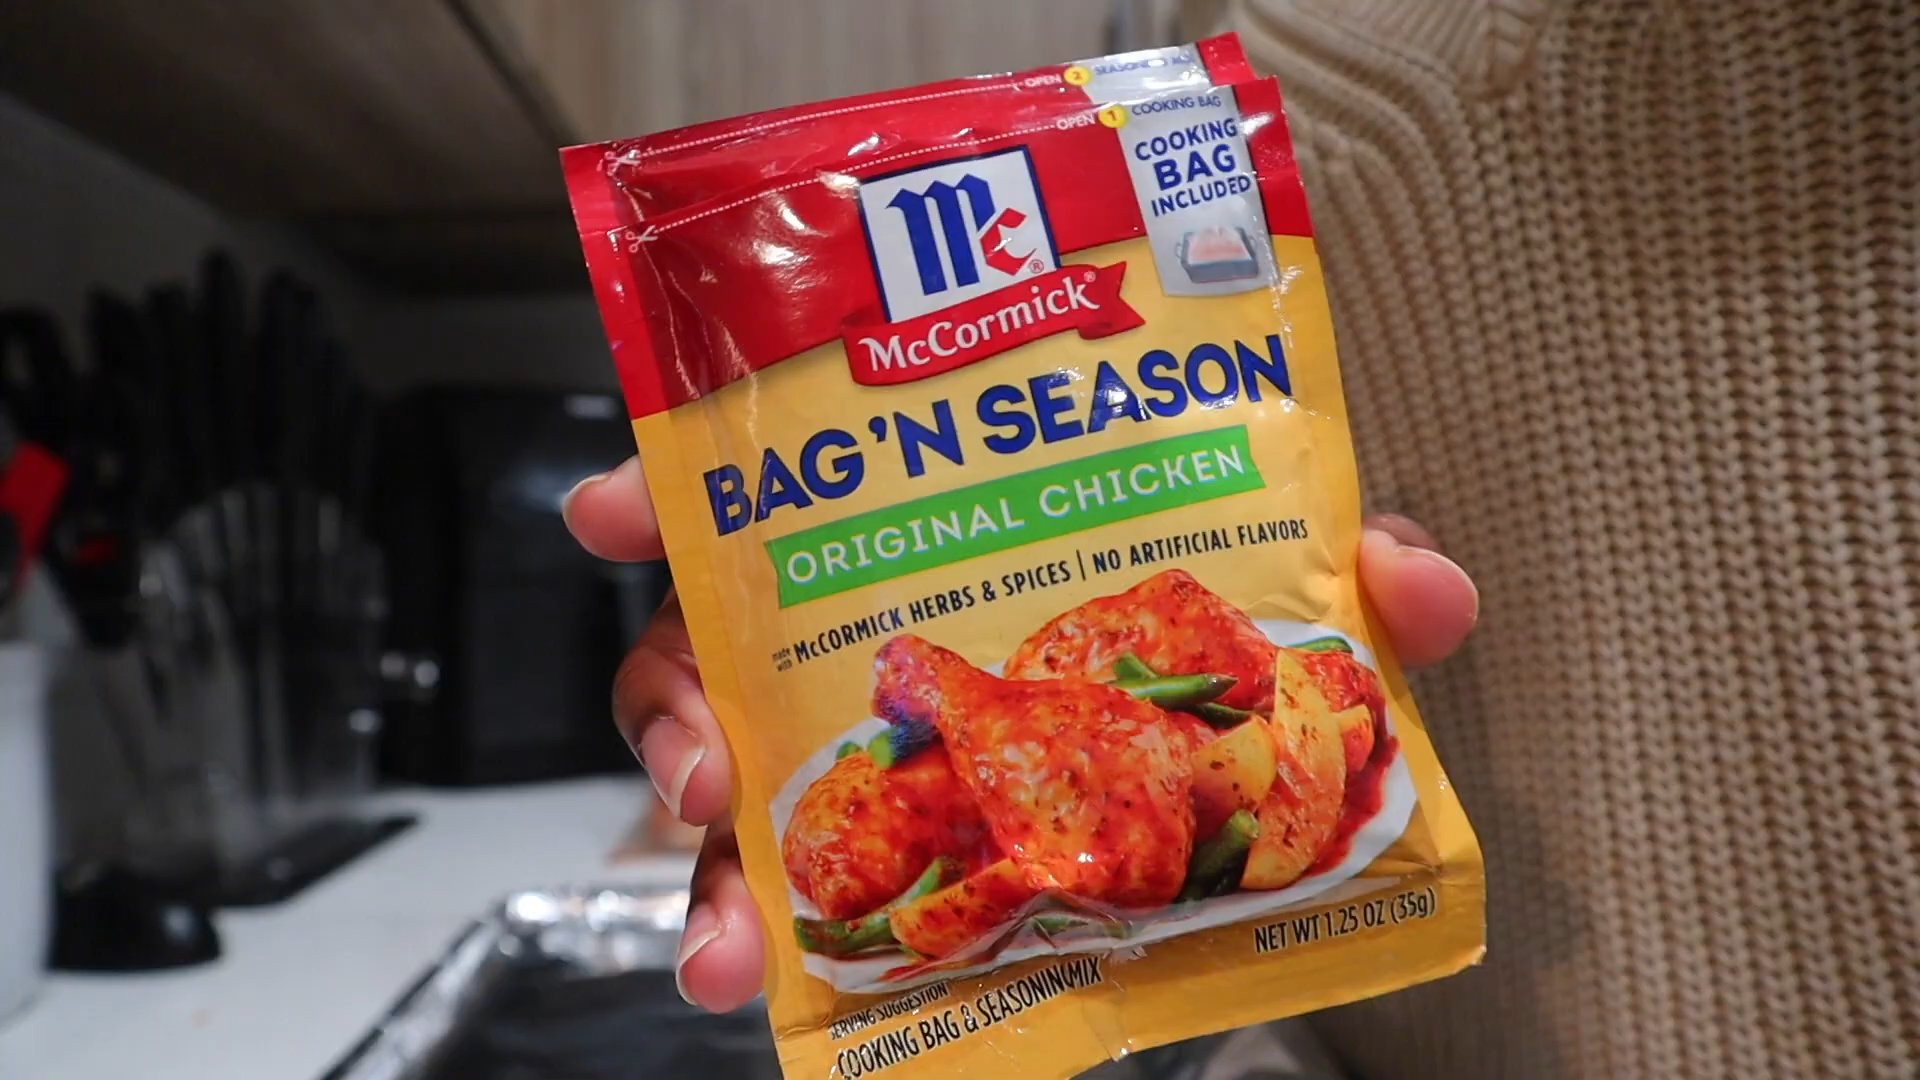 OPEN 2 SEASONING MIX
OPEN 1 COOKING BAG
COOKING
BAG
INCLUDED
Mc®
McCormick®
BAG 'N SEASON
ORIGINAL CHICKEN
made with McCORMICK HERBS & SPICES | NO ARTIFICIAL FLAVORS
NET WT 1.25 OZ (35g)
SERVING SUGGESTION
COOKING BAG & SEASONING MIX